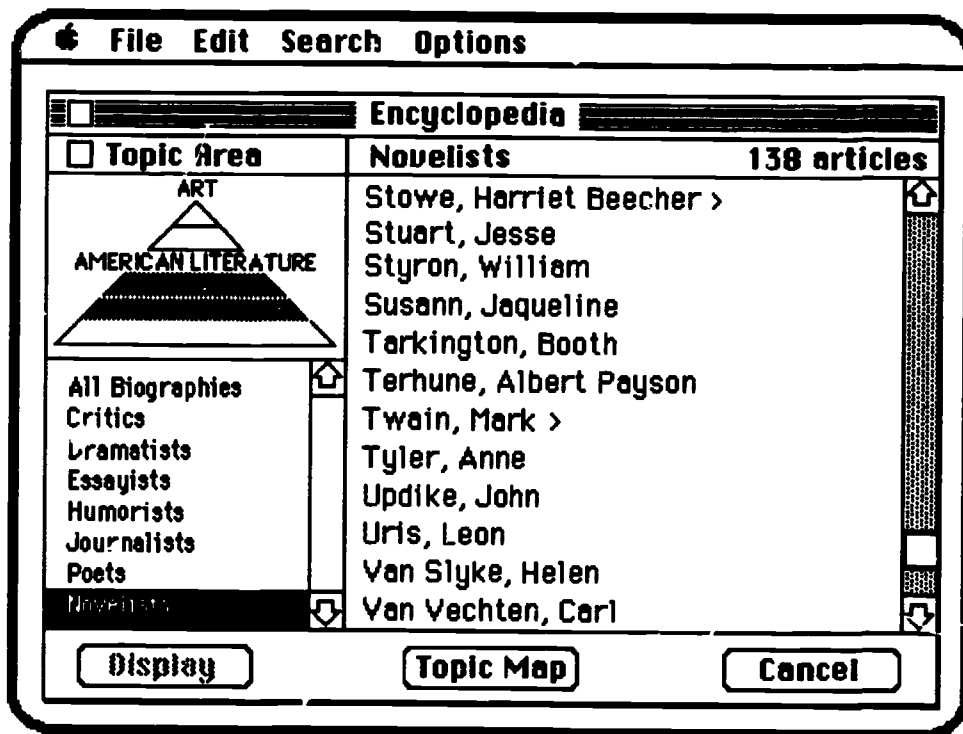 File Edit Search Options
Encyclopedia
Topic Area
Novelists 138 articles
ART
AMERICAN LITERATURE
Stowe, Harriet Beecher >
Stuart, Jesse
Styron, William
Susann, Jaqueline
Tarkington, Booth
Terhune, Albert Payson
Twain, Mark >
Tyler, Anne
Updike, John
Uris, Leon
Van Slyke, Helen
Van Vechten, Carl
All Biographies
Critics
Dramatists
Essayists
Humorists
Journalists
Poets
Novelists
Display Topic Map Cancel